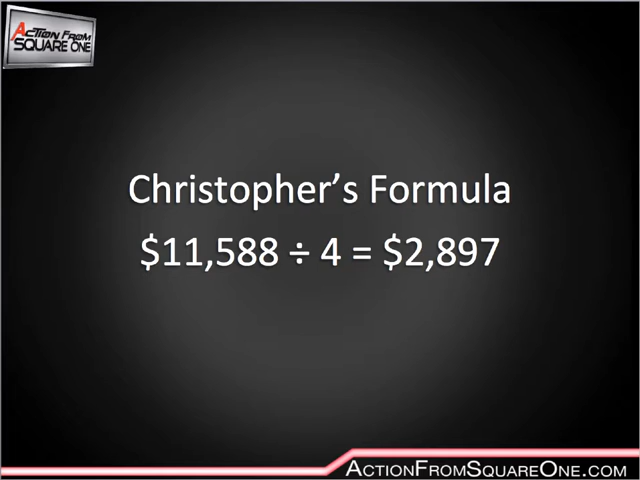 ACTION FROM
SQUARE ONE
Christopher's Formula
$11,588 ÷ 4 = $2,897
ACTIONFROMSQUAREONE.COM